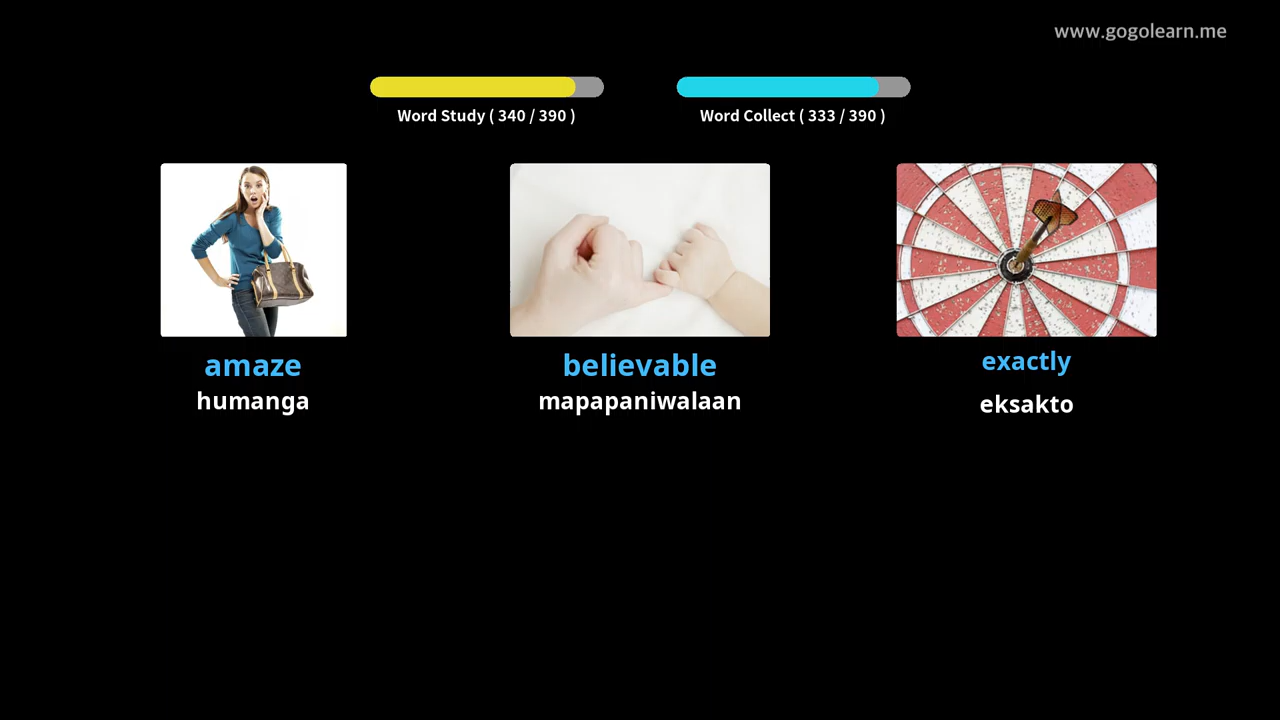 www.gogolearn.me
Word Study ( 340 / 390 )
Word Collect ( 333 / 390 )
amaze
humanga
believable
mapapaniwalaan
exactly
eksakto